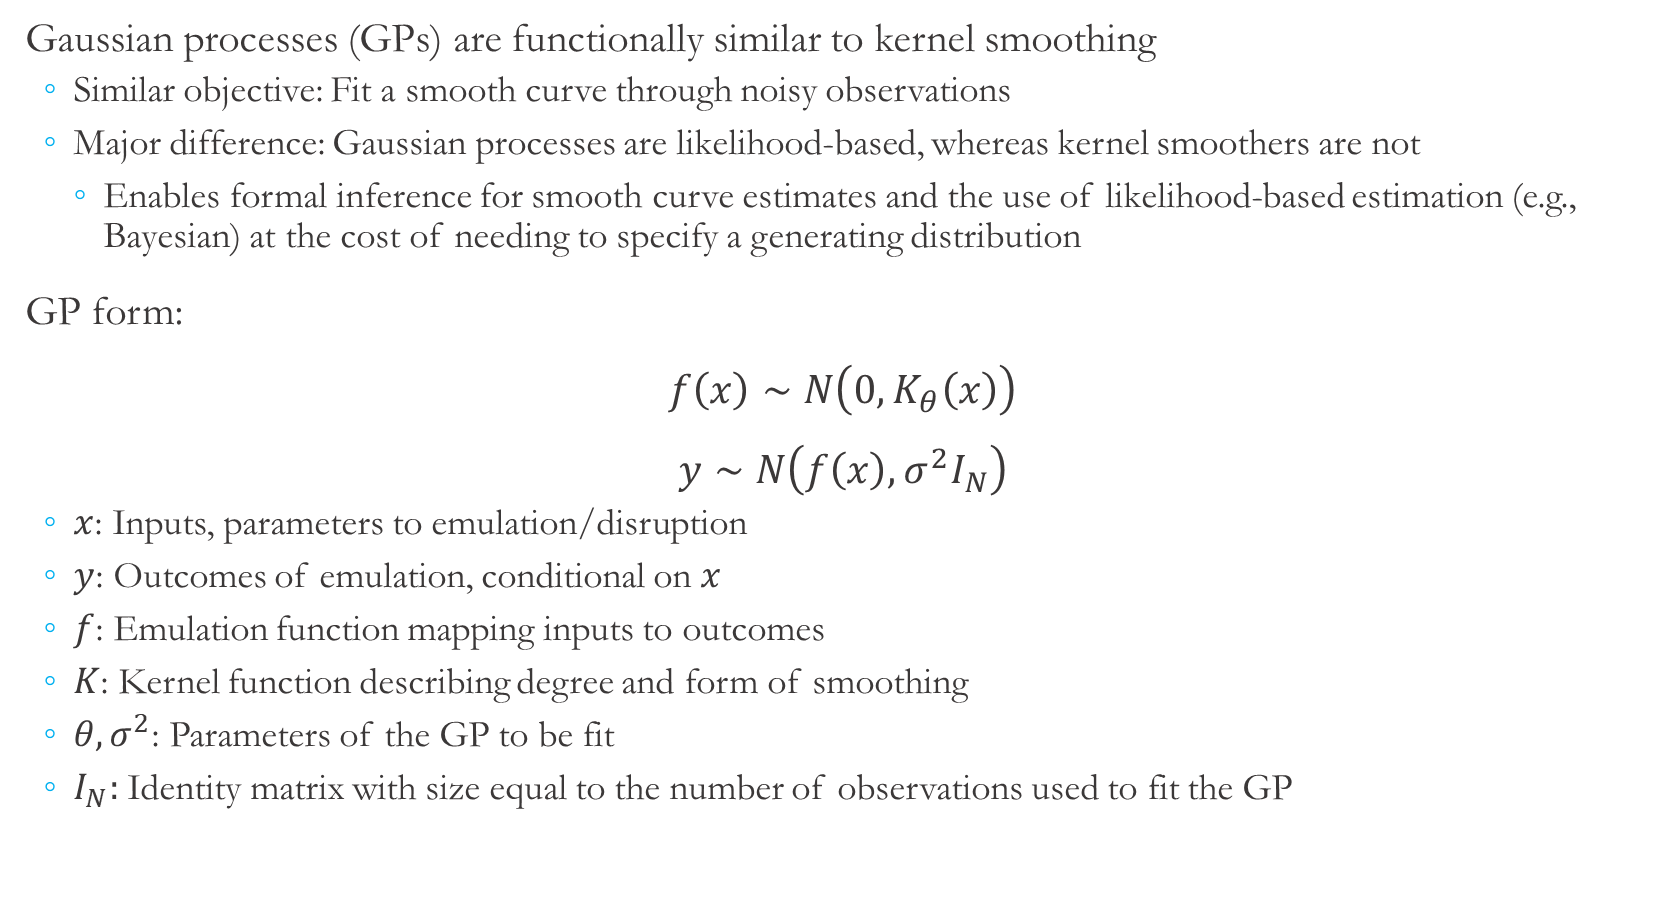 Gaussian processes (GPs) are functionally similar to kernel smoothing
◦ Similar objective: Fit a smooth curve through noisy observations
◦ Major difference: Gaussian processes are likelihood-based, whereas kernel smoothers are not
◦ Enables formal inference for smooth curve estimates and the use of likelihood-based estimation (e.g.,
Bayesian) at the cost of needing to specify a generating distribution
GP form:
f(x) ~ N(0, K_θ(x))
y ~ N(f(x), σ²I_N)
◦ x: Inputs, parameters to emulation/disruption
◦ y: Outcomes of emulation, conditional on x
◦ f: Emulation function mapping inputs to outcomes
◦ K: Kernel function describing degree and form of smoothing
◦ θ, σ²: Parameters of the GP to be fit
◦ I_N: Identity matrix with size equal to the number of observations used to fit the GP